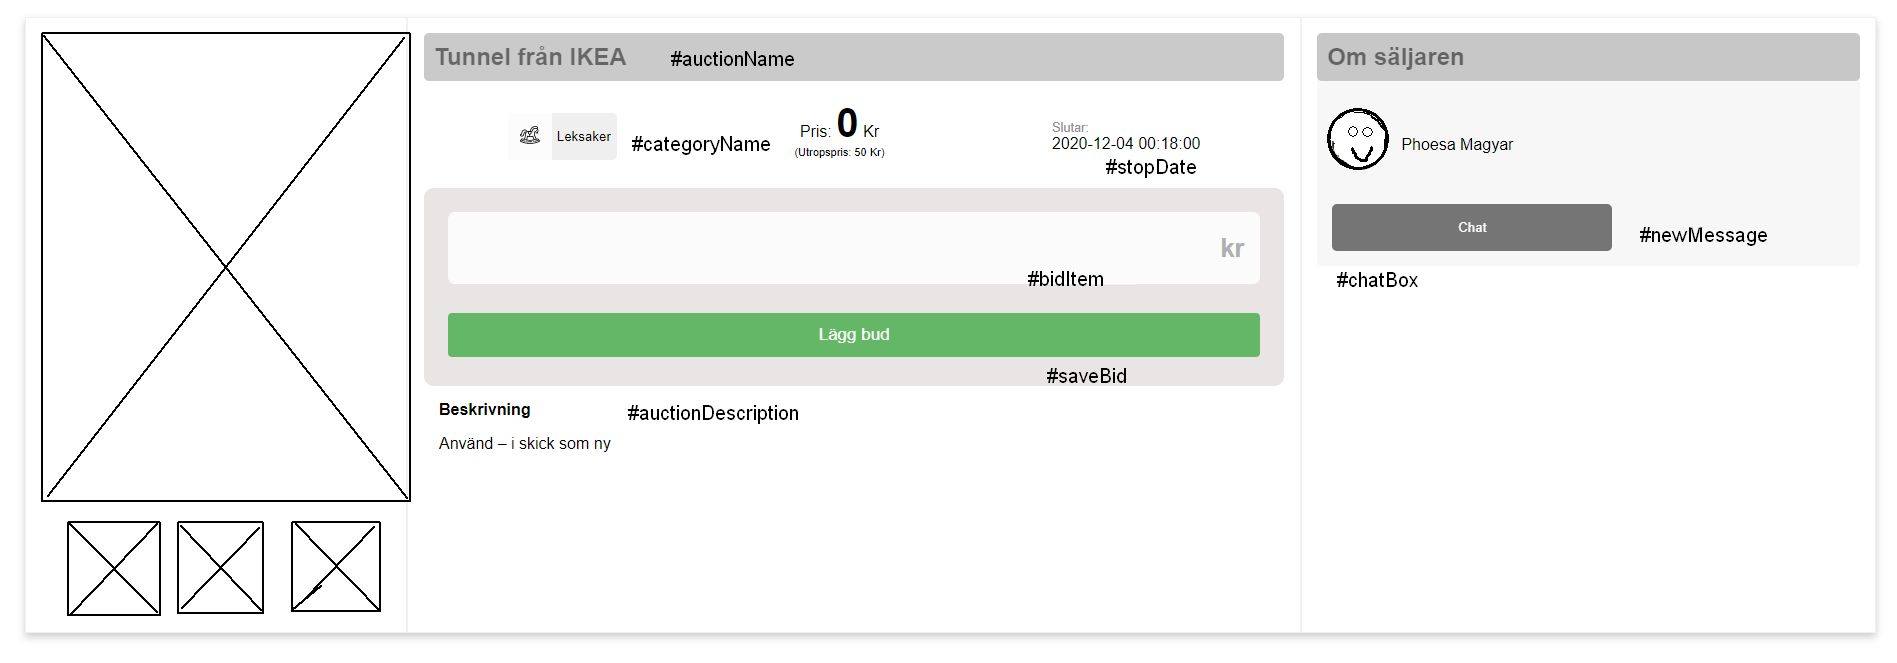 Tunnel från IKEA #auctionName
Leksaker #categoryName
Pris: 0 Kr
(Utropspris: 50 Kr)
Slutar:
2020-12-04 00:18:00
#stopDate
kr
#bidItem
Lägg bud
#saveBid
Beskrivning #auctionDescription
Använd – i skick som ny
Om säljaren
Phoesa Magyar
Chat #newMessage
#chatBox